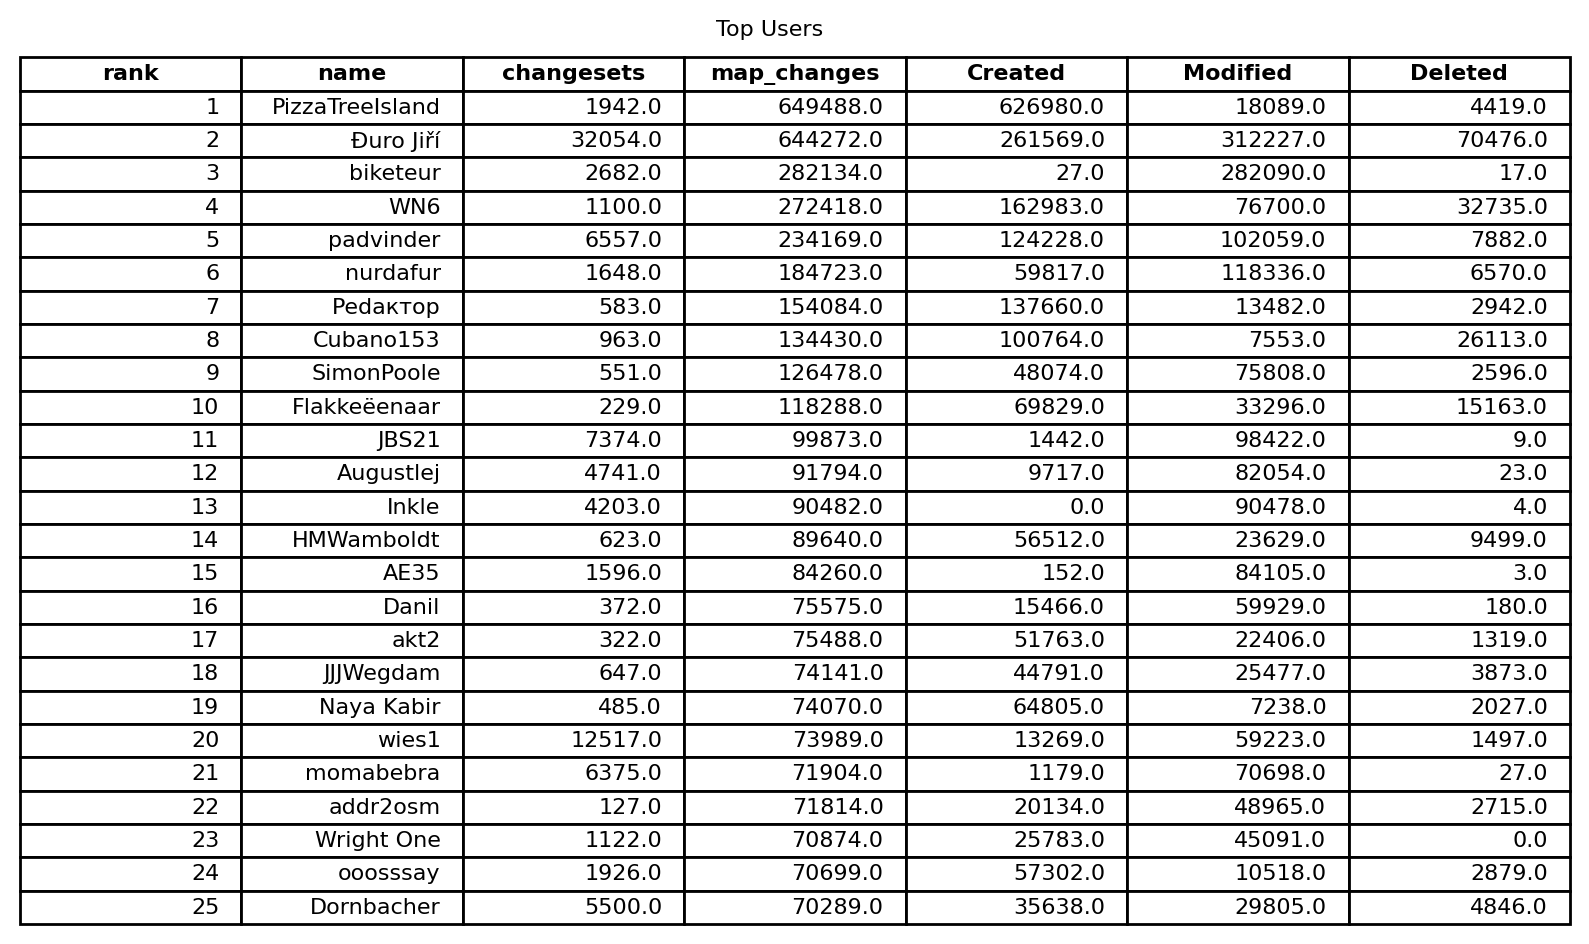 Top Users
rank name changesets map_changes Created Modified Deleted
1 PizzaTreeIsland 1942.0 649488.0 626980.0 18089.0 4419.0
2 Đuro Jiří 32054.0 644272.0 261569.0 312227.0 70476.0
3 biketeur 2682.0 282134.0 27.0 282090.0 17.0
4 WN6 1100.0 272418.0 162983.0 76700.0 32735.0
5 padvinder 6557.0 234169.0 124228.0 102059.0 7882.0
6 nurdafur 1648.0 184723.0 59817.0 118336.0 6570.0
7 Pedaктор 583.0 154084.0 137660.0 13482.0 2942.0
8 Cubano153 963.0 134430.0 100764.0 7553.0 26113.0
9 SimonPoole 551.0 126478.0 48074.0 75808.0 2596.0
10 Flakkeëenaar 229.0 118288.0 69829.0 33296.0 15163.0
11 JBS21 7374.0 99873.0 1442.0 98422.0 9.0
12 Augustlej 4741.0 91794.0 9717.0 82054.0 23.0
13 Inkle 4203.0 90482.0 0.0 90478.0 4.0
14 HMWamboldt 623.0 89640.0 56512.0 23629.0 9499.0
15 AE35 1596.0 84260.0 152.0 84105.0 3.0
16 Danil 372.0 75575.0 15466.0 59929.0 180.0
17 akt2 322.0 75488.0 51763.0 22406.0 1319.0
18 JJJWegdam 647.0 74141.0 44791.0 25477.0 3873.0
19 Naya Kabir 485.0 74070.0 64805.0 7238.0 2027.0
20 wies1 12517.0 73989.0 13269.0 59223.0 1497.0
21 momabebra 6375.0 71904.0 1179.0 70698.0 27.0
22 addr2osm 127.0 71814.0 20134.0 48965.0 2715.0
23 Wright One 1122.0 70874.0 25783.0 45091.0 0.0
24 ooosssay 1926.0 70699.0 57302.0 10518.0 2879.0
25 Dornbacher 5500.0 70289.0 35638.0 29805.0 4846.0